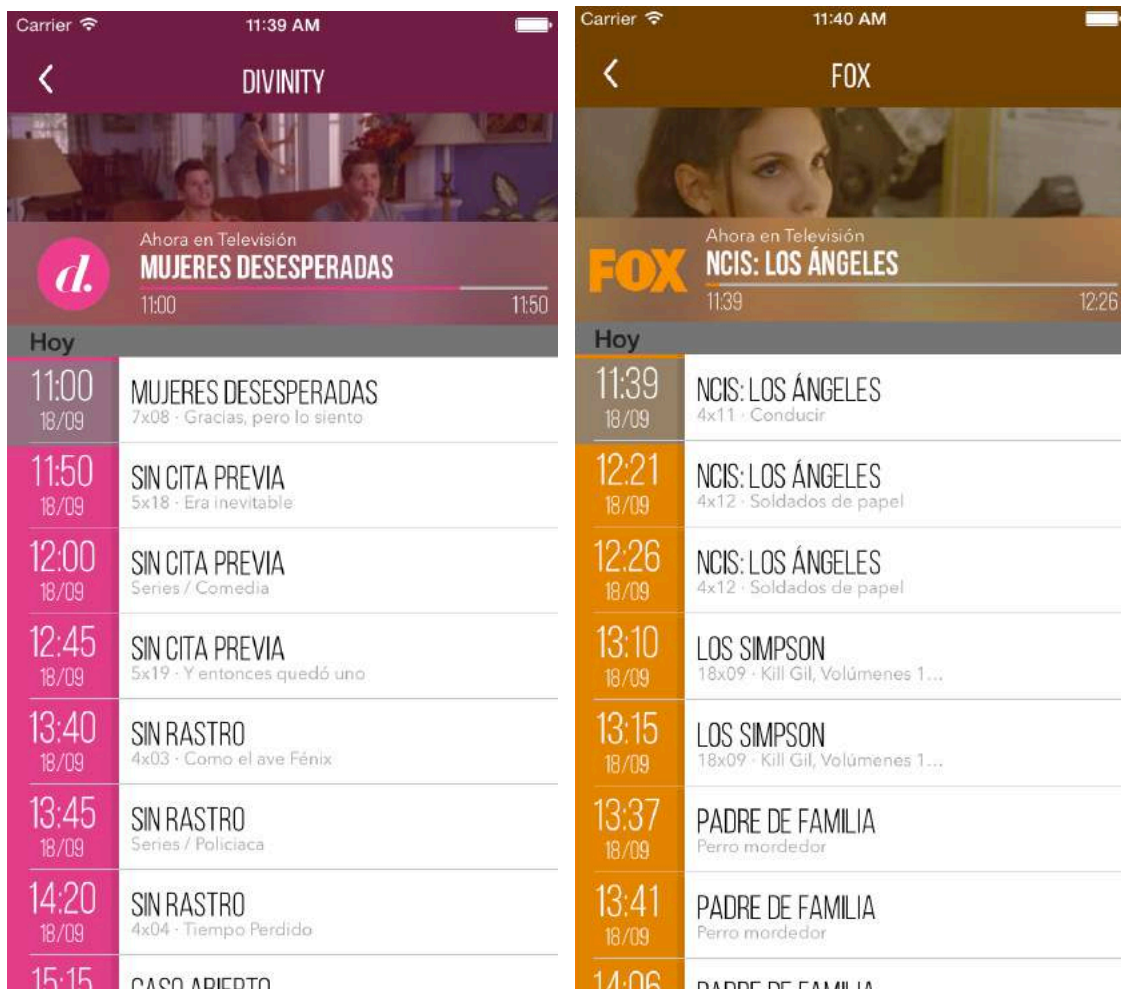 Carrier
11:39 AM
DIVINITY
d.
Ahora en Televisión
MUJERES DESESPERADAS
11:00
11:50
Hoy
11:00
18/09
MUJERES DESESPERADAS
7x08 · Gracias, pero lo siento
11:50
18/09
SIN CITA PREVIA
5x18 · Era inevitable
12:00
18/09
SIN CITA PREVIA
Series / Comedia
12:45
18/09
SIN CITA PREVIA
5x19 · Y entonces quedó uno
13:40
18/09
SIN RASTRO
4x03 · Como el ave Fénix
13:45
18/09
SIN RASTRO
Series / Policiaca
14:20
18/09
SIN RASTRO
4x04 · Tiempo Perdido
15:15
CASO ABIERTO
Carrier
11:40 AM
FOX
FOX
Ahora en Televisión
NCIS: LOS ÁNGELES
11:39
12:26
Hoy
11:39
18/09
NCIS: LOS ÁNGELES
4x11 · Conducir
12:21
18/09
NCIS: LOS ÁNGELES
4x12 · Soldados de papel
12:26
18/09
NCIS: LOS ÁNGELES
4x12 · Soldados de papel
13:10
18/09
LOS SIMPSON
18x09 · Kill Gil, Volúmenes 1...
13:15
18/09
LOS SIMPSON
18x09 · Kill Gil, Volúmenes 1...
13:37
18/09
PADRE DE FAMILIA
Perro mordedor
13:41
18/09
PADRE DE FAMILIA
Perro mordedor
14:06
PADRE DE FAMILIA